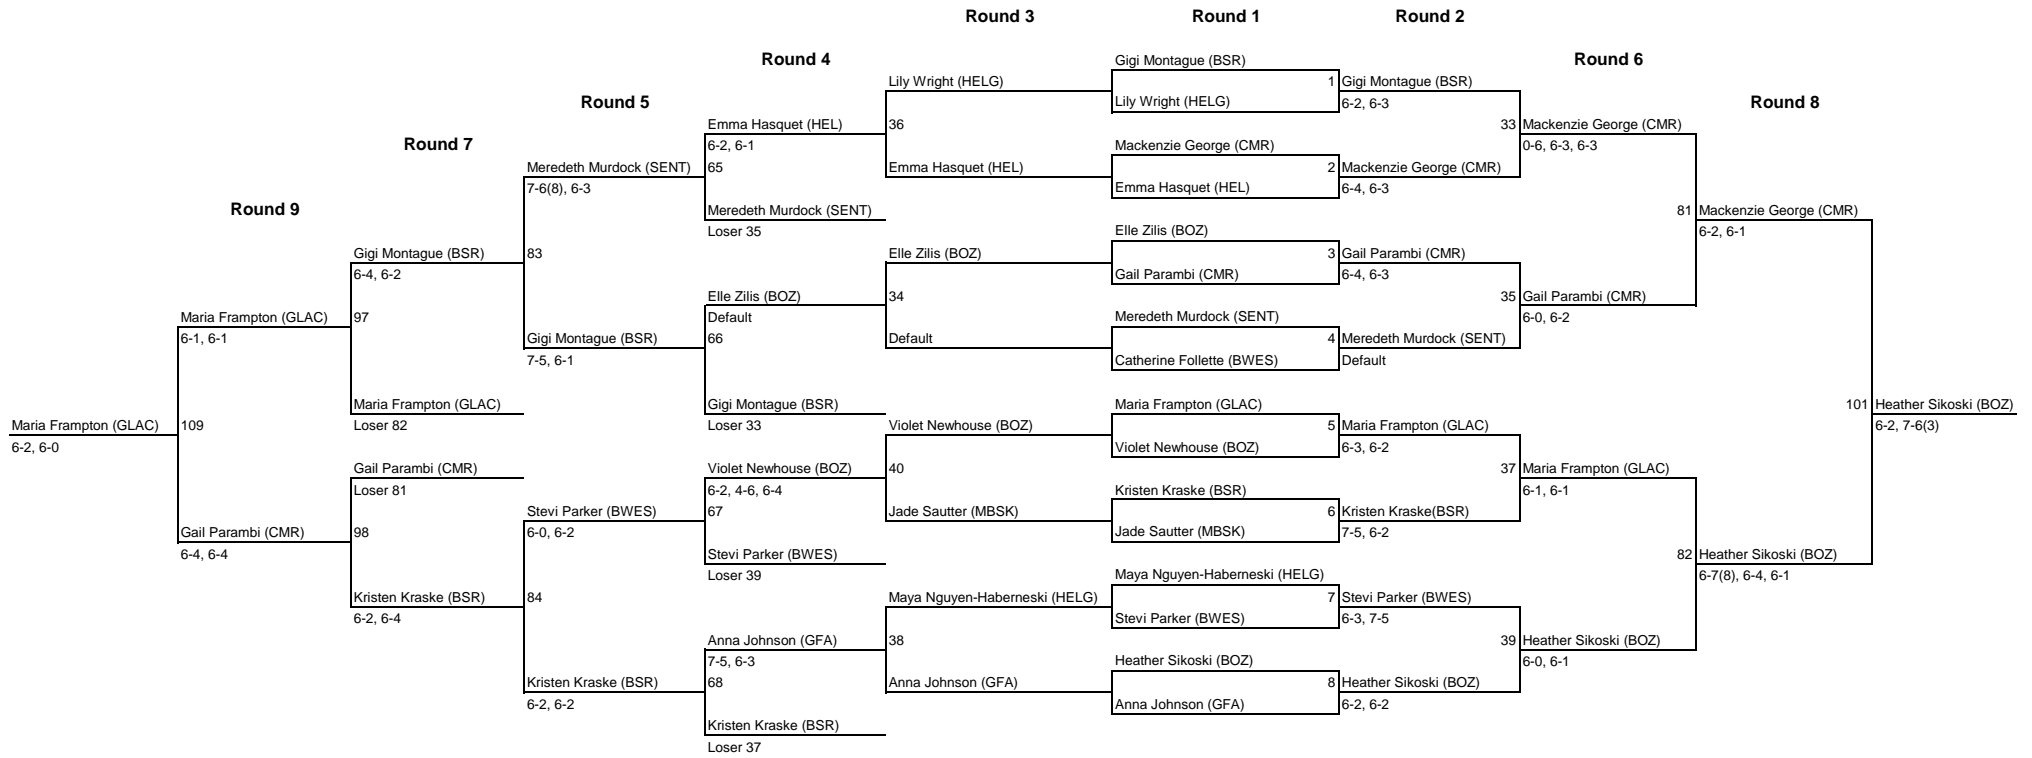 Round 3
Round 1
Round 2
Round 4
Round 6
Round 5
Round 8
Round 7
Round 9
Maria Frampton (GLAC)
6-2, 6-0
109
Maria Frampton (GLAC)
6-1, 6-1
Gail Parambi (CMR)
6-4, 6-4
Gigi Montague (BSR)
6-4, 6-2
97
Maria Frampton (GLAC)
Loser 82
Gail Parambi (CMR)
Loser 81
98
Kristen Kraske (BSR)
6-2, 6-4
Meredeth Murdock (SENT)
7-6(8), 6-3
83
Gigi Montague (BSR)
7-5, 6-1
Stevi Parker (BWES)
6-0, 6-2
84
Kristen Kraske (BSR)
6-2, 6-2
Emma Hasquet (HEL)
6-2, 6-1
65
Meredeth Murdock (SENT)
Loser 35
Elle Zilis (BOZ)
Default
66
Gigi Montague (BSR)
Loser 33
Violet Newhouse (BOZ)
6-2, 4-6, 6-4
67
Stevi Parker (BWES)
Loser 39
Anna Johnson (GFA)
7-5, 6-3
68
Kristen Kraske (BSR)
Loser 37
Lily Wright (HELG)
36
Emma Hasquet (HEL)
Elle Zilis (BOZ)
34
Default
Violet Newhouse (BOZ)
40
Jade Sautter (MBSK)
Maya Nguyen-Haberneski (HELG)
38
Anna Johnson (GFA)
Gigi Montague (BSR)
1
Lily Wright (HELG)
Mackenzie George (CMR)
2
Emma Hasquet (HEL)
Elle Zilis (BOZ)
3
Gail Parambi (CMR)
Meredeth Murdock (SENT)
4
Catherine Follette (BWES)
Maria Frampton (GLAC)
5
Violet Newhouse (BOZ)
Kristen Kraske (BSR)
6
Jade Sautter (MBSK)
Maya Nguyen-Haberneski (HELG)
7
Stevi Parker (BWES)
Heather Sikoski (BOZ)
8
Anna Johnson (GFA)
Gigi Montague (BSR)
6-2, 6-3
33
Mackenzie George (CMR)
6-4, 6-3
Gail Parambi (CMR)
6-4, 6-3
35
Meredeth Murdock (SENT)
Default
Maria Frampton (GLAC)
6-3, 6-2
37
Kristen Kraske(BSR)
7-5, 6-2
Stevi Parker (BWES)
6-3, 7-5
39
Heather Sikoski (BOZ)
6-2, 6-2
Mackenzie George (CMR)
0-6, 6-3, 6-3
81
Gail Parambi (CMR)
6-0, 6-2
Maria Frampton (GLAC)
6-1, 6-1
82
Heather Sikoski (BOZ)
6-0, 6-1
Mackenzie George (CMR)
6-2, 6-1
101
Heather Sikoski (BOZ)
6-7(8), 6-4, 6-1
Heather Sikoski (BOZ)
6-2, 7-6(3)